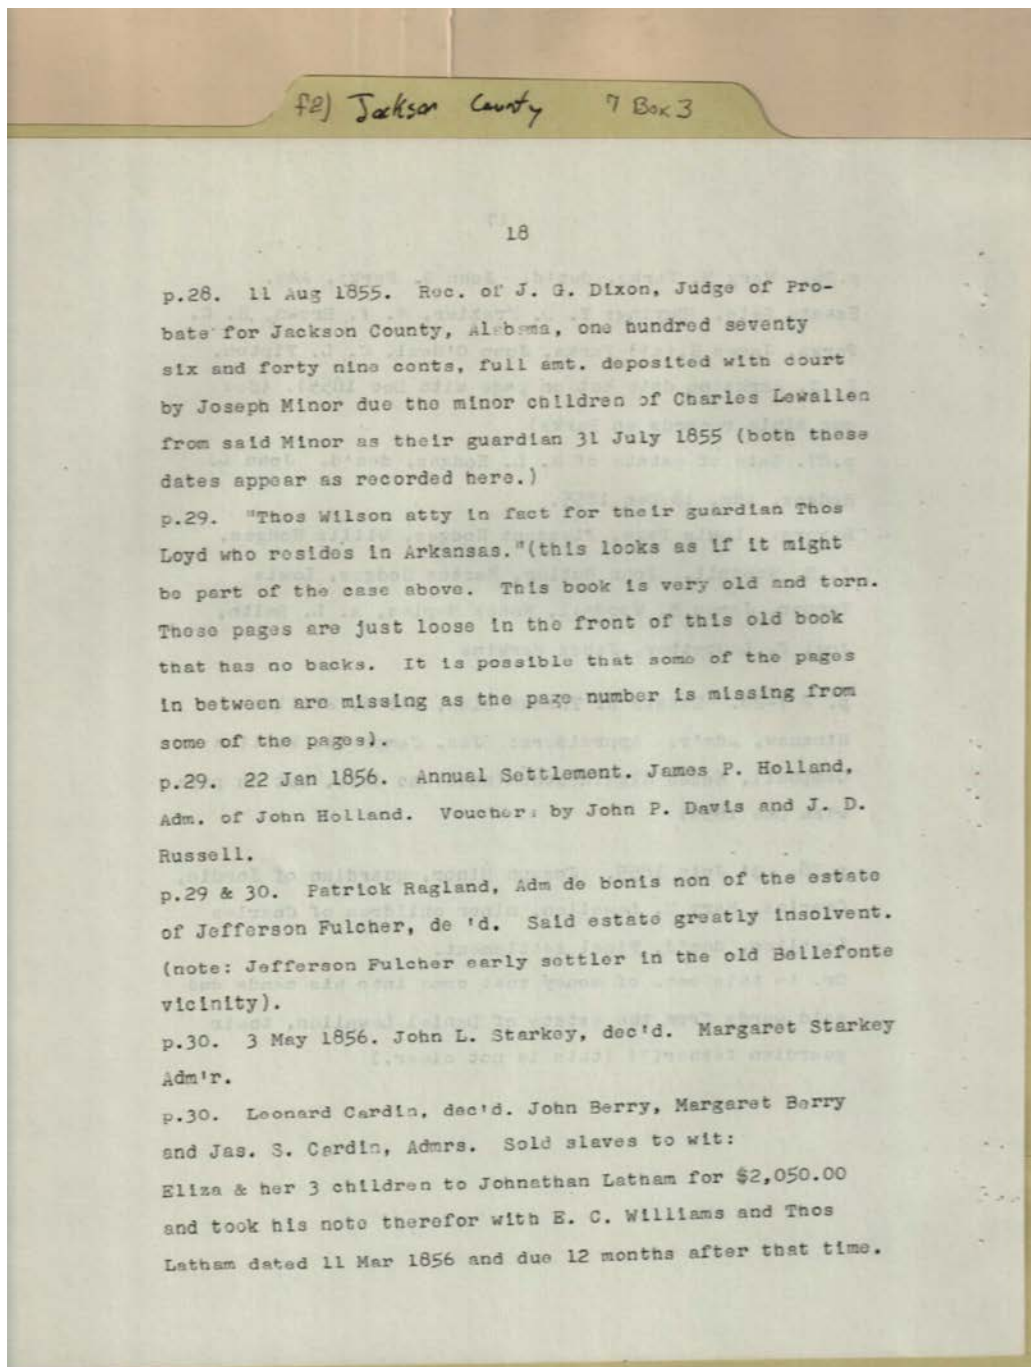 f2) Jackson County 7 Box 3
18
p.28. 11 Aug 1855. Rec. of J. G. Dixon, Judge of Pro-
bate for Jackson County, Alabama, one hundred seventy
six and forty nine cents, full amt. deposited with court
by Joseph Minor due the minor children of Charles Lewallen
from said Minor as their guardian 31 July 1855 (both these
dates appear as recorded here.)
p.29. "Thos Wilson atty in fact for their guardian Thos
Loyd who resides in Arkansas."(this looks as if it might
be part of the case above. This book is very old and torn.
These pages are just loose in the front of this old book
that has no backs. It is possible that some of the pages
in between are missing as the page number is missing from
some of the pages).
p.29. 22 Jan 1856. Annual Settlement. James P. Holland,
Adm. of John Holland. Voucher: by John P. Davis and J. D.
Russell.
p.29 & 30. Patrick Ragland, Adm de bonis non of the estate
of Jefferson Fulcher, de 'd. Said estate greatly insolvent.
(note: Jefferson Fulcher early settler in the old Bellefonte
vicinity).
p.30. 3 May 1856. John L. Starkey, dec'd. Margaret Starkey
Adm'r.
p.30. Leonard Cardin, dec'd. John Berry, Margaret Berry
and Jas. S. Cardin, Admrs. Sold slaves to wit:
Eliza & her 3 children to Johnathan Latham for $2,050.00
and took his note therefor with E. C. Williams and Thos
Latham dated 11 Mar 1856 and due 12 months after that time.